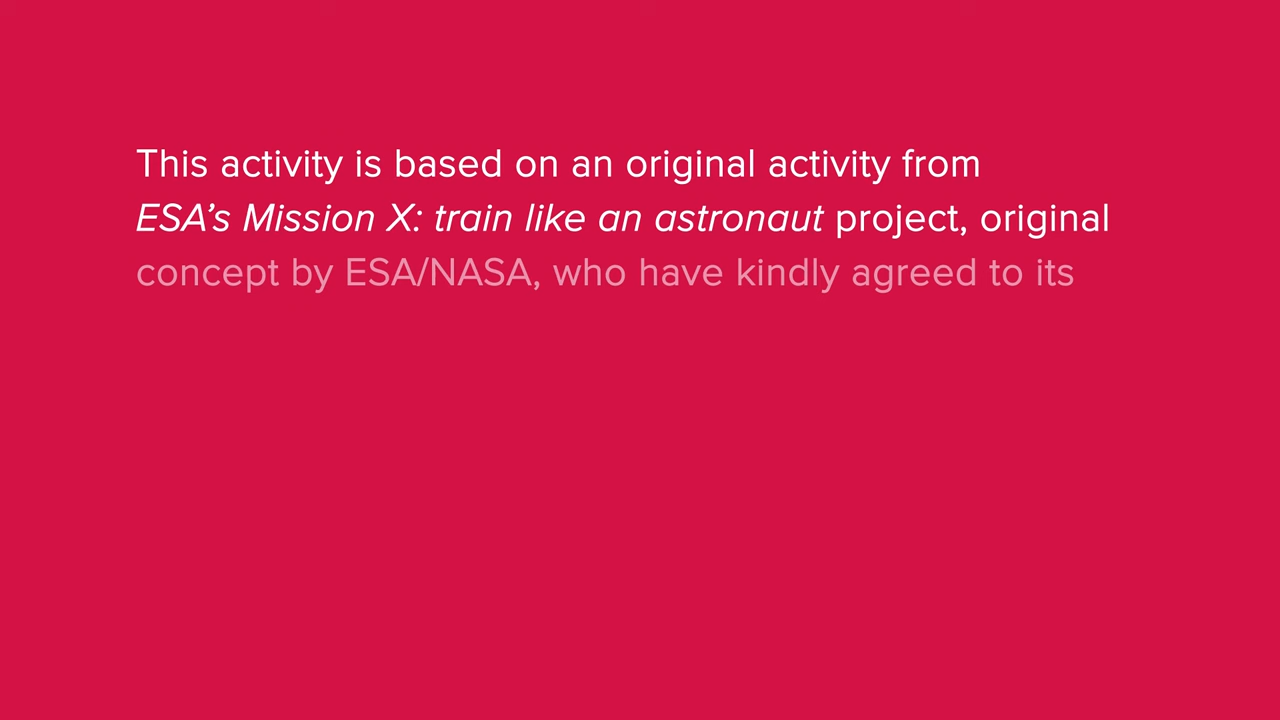 This activity is based on an original activity from
ESA’s Mission X: train like an astronaut project, original
concept by ESA/NASA, who have kindly agreed to its